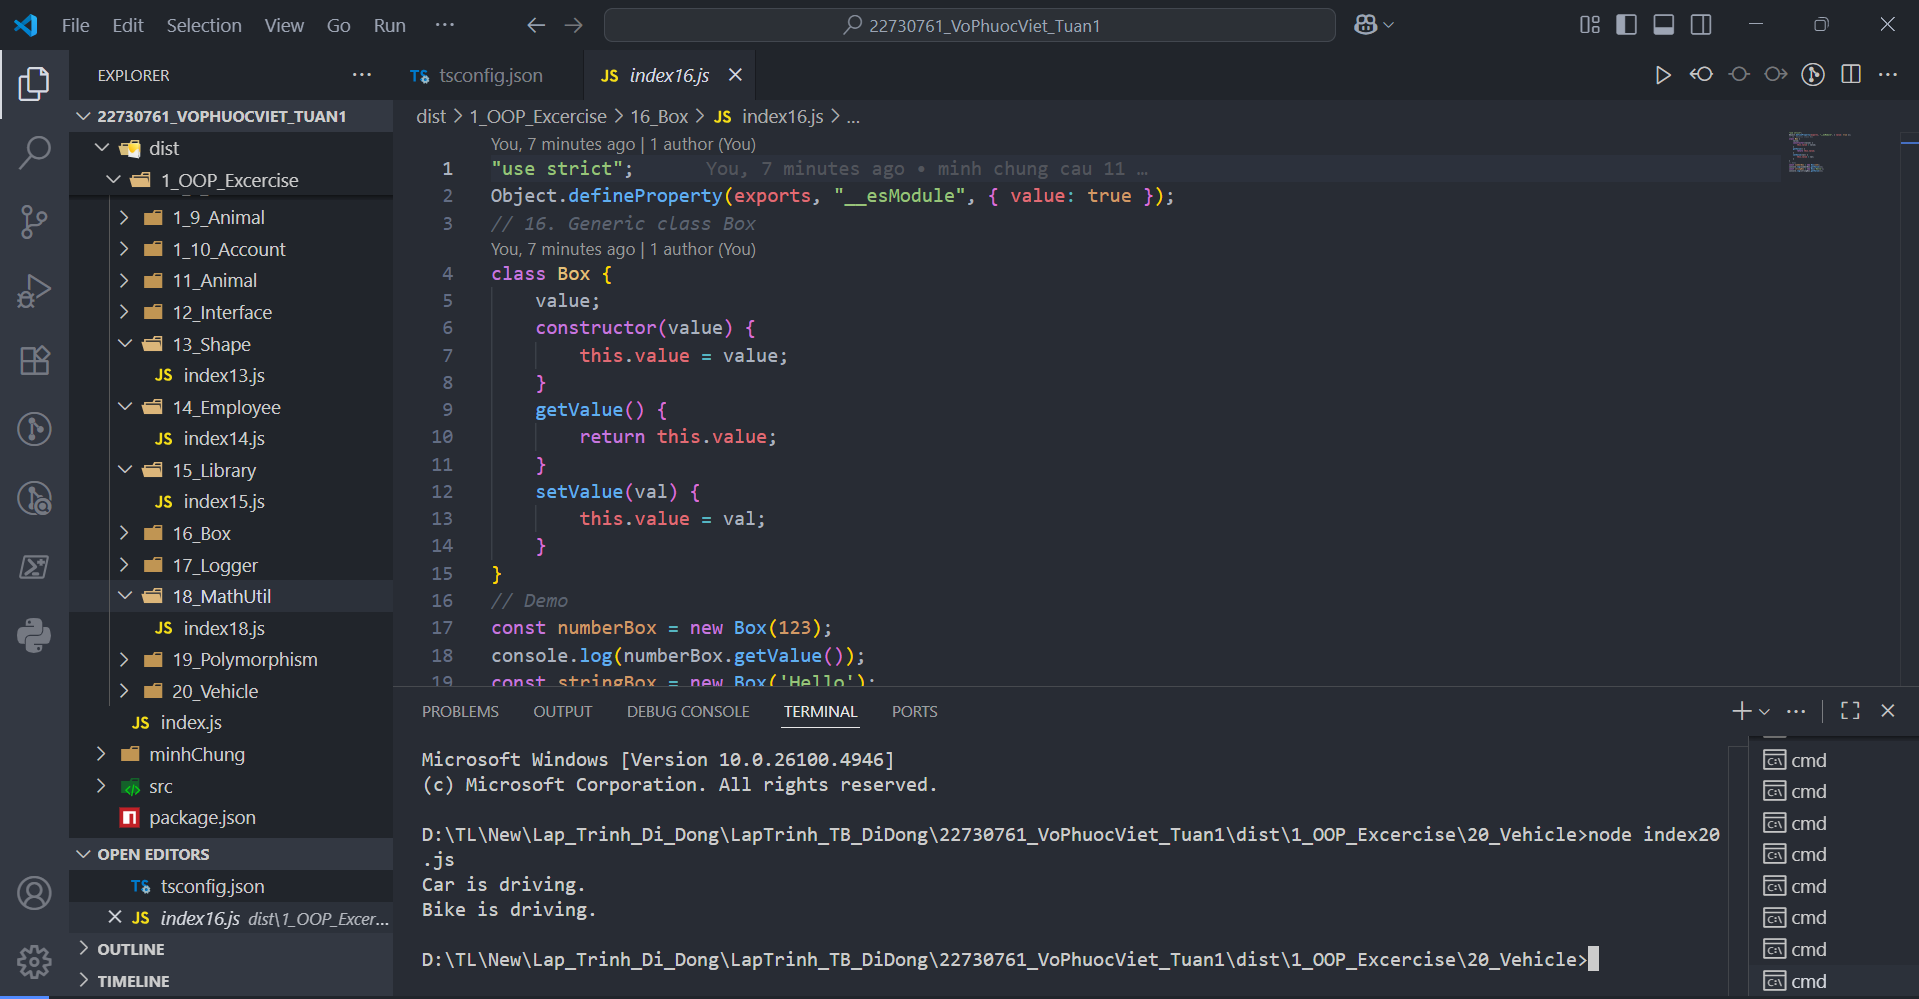 File Edit Selection View Go Run ···
22730761_VoPhuocViet_Tuan1
EXPLORER
22730761_VOPHUOCVIET_TUAN1
dist
1_OOP_Excercise
1_9_Animal
1_10_Account
11_Animal
12_Interface
13_Shape
JS index13.js
14_Employee
JS index14.js
15_Library
JS index15.js
16_Box
17_Logger
18_MathUtil
JS index18.js
19_Polymorphism
20_Vehicle
JS index.js
minhChung
src
package.json
OPEN EDITORS
TS tsconfig.json
JS index16.js dist\1_OOP_Excer...
OUTLINE
TIMELINE
TS tsconfig.json
JS index16.js
dist > 1_OOP_Excercise > 16_Box > JS index16.js > ...
You, 7 minutes ago | 1 author (You)
1 "use strict"; You, 7 minutes ago • minh chung cau 11 …
2 Object.defineProperty(exports, "__esModule", { value: true });
3 // 16. Generic class Box
You, 7 minutes ago | 1 author (You)
4 class Box {
5 value;
6 constructor(value) {
7 this.value = value;
8 }
9 getValue() {
10 return this.value;
11 }
12 setValue(val) {
13 this.value = val;
14 }
15 }
16 // Demo
17 const numberBox = new Box(123);
18 console.log(numberBox.getValue());
19 const stringBox = new Box('Hello');
PROBLEMS OUTPUT DEBUG CONSOLE TERMINAL PORTS
Microsoft Windows [Version 10.0.26100.4946]
(c) Microsoft Corporation. All rights reserved.
D:\TL\New\Lap_Trinh_Di_Dong\LapTrinh_TB_DiDong\22730761_VoPhuocViet_Tuan1\dist\1_OOP_Excercise\20_Vehicle>node index20
.js
Car is driving.
Bike is driving.
D:\TL\New\Lap_Trinh_Di_Dong\LapTrinh_TB_DiDong\22730761_VoPhuocViet_Tuan1\dist\1_OOP_Excercise\20_Vehicle>
cmd
cmd
cmd
cmd
cmd
cmd
cmd
cmd